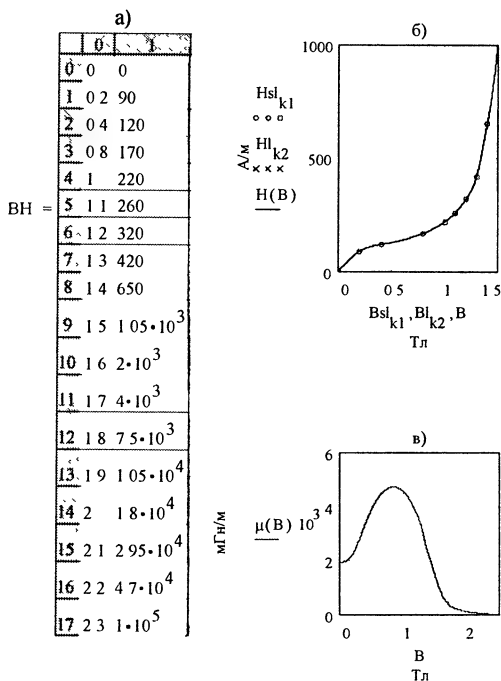 а)
0 1
0 0 0
1 0 2 90
2 0 4 120
3 0 8 170
4 1 220
BH =
5 1 1 260
6 1 2 320
7 1 3 420
8 1 4 650
9 1 5 1 05•10^3
10 1 6 2•10^3
11 1 7 4•10^3
12 1 8 7 5•10^3
13 1 9 1 05•10^4
14 2 1 8•10^4
15 2 1 2 95•10^4
16 2 2 4 7•10^4
17 2 3 1•10^5
б)
1000
Hsl_k1
А/м
Hl_k2
500
H(B)
0
0 0 5 1 1 5
Bsl_k1 , Bl_k2 , B
Тл
в)
6
4
мГн/м
μ(B) 10^3
2
0
0 1 2
B
Тл